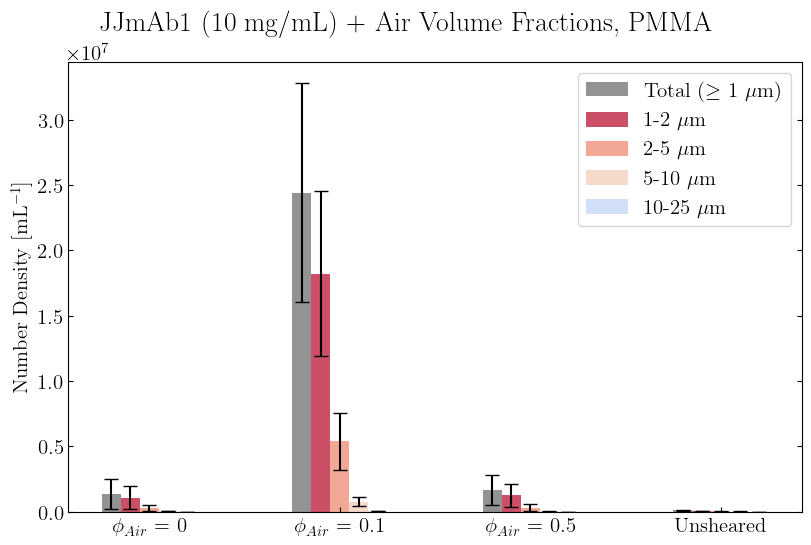 JJmAb1 (10 mg/mL) + Air Volume Fractions, PMMA
×10⁷
Total (≥ 1 μm)
1-2 μm
2-5 μm
5-10 μm
10-25 μm
Number Density [mL⁻¹]
3.0
2.5
2.0
1.5
1.0
0.5
0.0
ϕ_Air = 0
ϕ_Air = 0.1
ϕ_Air = 0.5
Unsheared